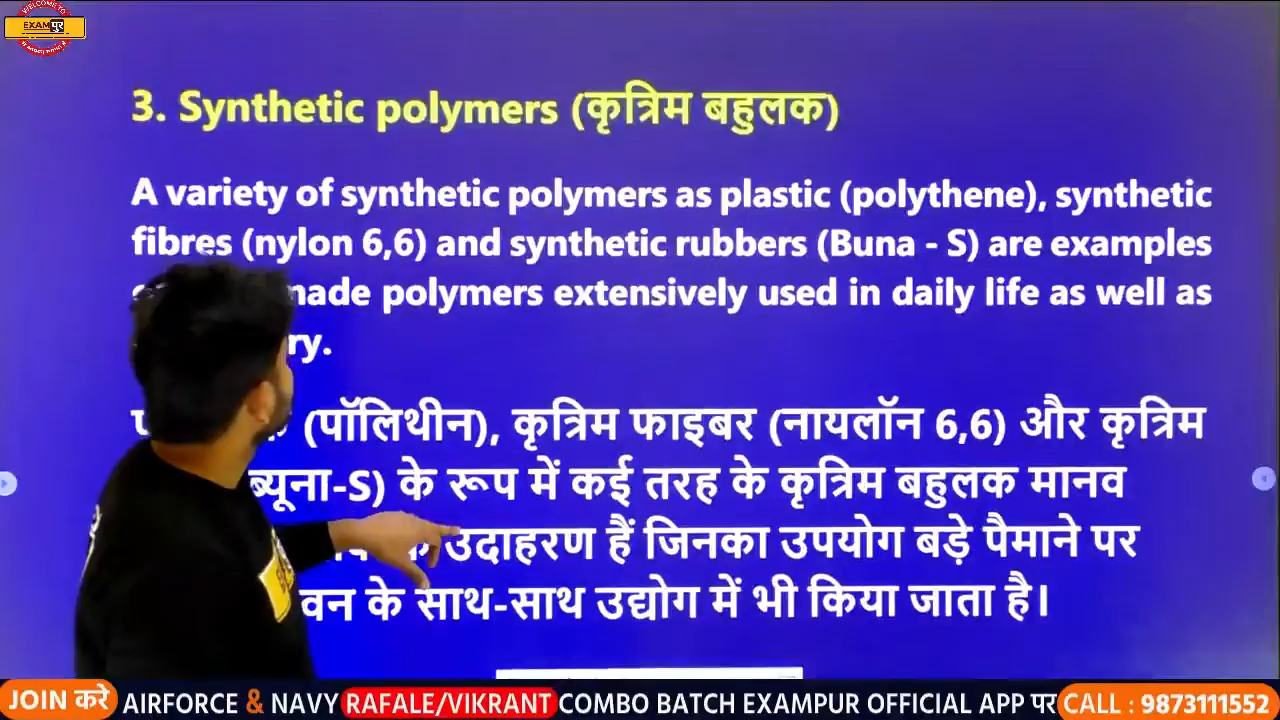 WELCOME TO
EXAM पुर
3. Synthetic polymers (कृत्रिम बहुलक)
A variety of synthetic polymers as plastic (polythene), synthetic
fibres (nylon 6,6) and synthetic rubbers (Buna - S) are examples
made polymers extensively used in daily life as well as
ry.
(पॉलिथीन), कृत्रिम फाइबर (नायलॉन 6,6) और कृत्रिम
ब्यूना-S) के रूप में कई तरह के कृत्रिम बहुलक मानव
उदाहरण हैं जिनका उपयोग बड़े पैमाने पर
वन के साथ-साथ उद्योग में भी किया जाता है।
JOIN करे AIRFORCE & NAVY RAFALE/VIKRANT COMBO BATCH EXAMPUR OFFICIAL APP पर CALL : 9873111552